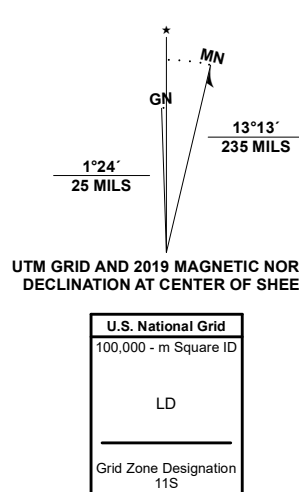 ★
MN
GN
13°13´
235 MILS
1°24´
25 MILS
UTM GRID AND 2019 MAGNETIC NOR
DECLINATION AT CENTER OF SHEE
U.S. National Grid
100,000 - m Square ID
LD
Grid Zone Designation
11S